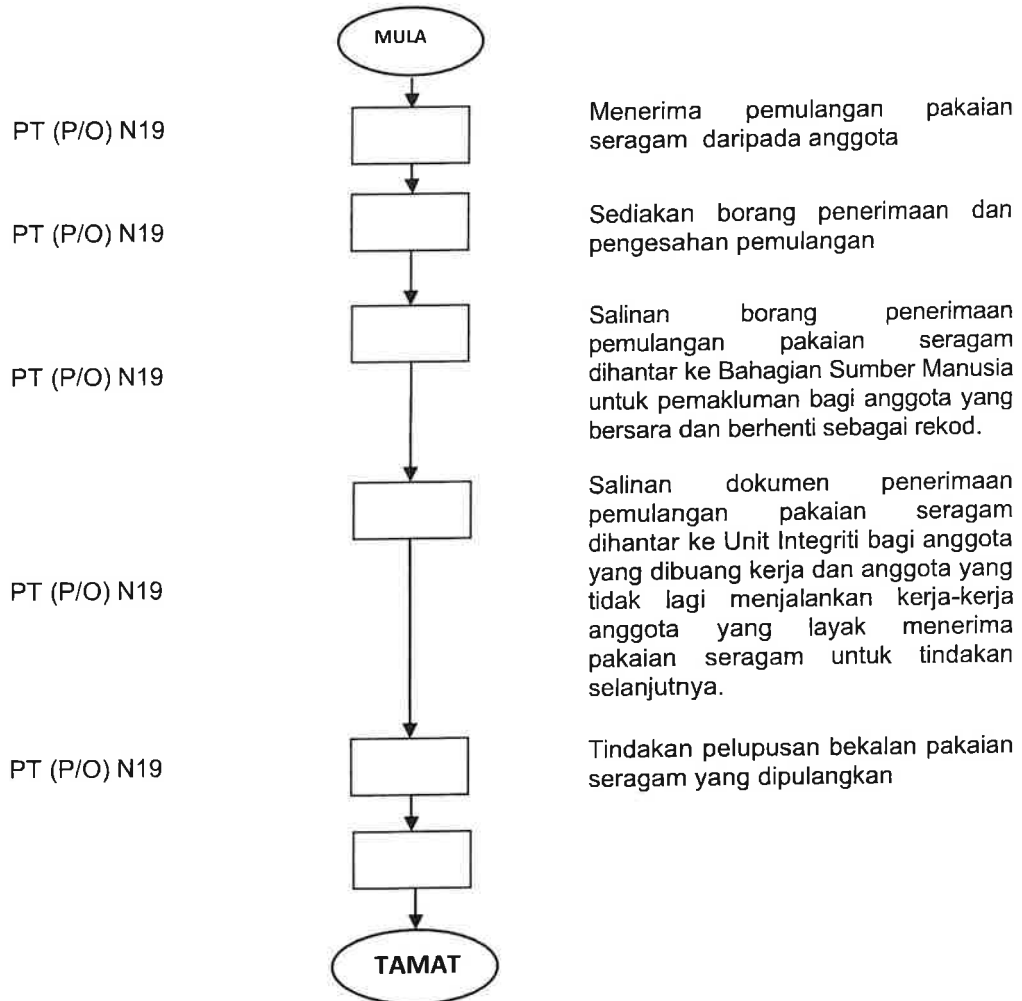 MULA
PT (P/O) N19
Menerima pemulangan pakaian
seragam daripada anggota
PT (P/O) N19
Sediakan borang penerimaan dan
pengesahan pemulangan
PT (P/O) N19
Salinan borang penerimaan
pemulangan pakaian seragam
dihantar ke Bahagian Sumber Manusia
untuk pemakluman bagi anggota yang
bersara dan berhenti sebagai rekod.
PT (P/O) N19
Salinan dokumen penerimaan
pemulangan pakaian seragam
dihantar ke Unit Integriti bagi anggota
yang dibuang kerja dan anggota yang
tidak lagi menjalankan kerja-kerja
anggota yang layak menerima
pakaian seragam untuk tindakan
selanjutnya.
PT (P/O) N19
Tindakan pelupusan bekalan pakaian
seragam yang dipulangkan
TAMAT